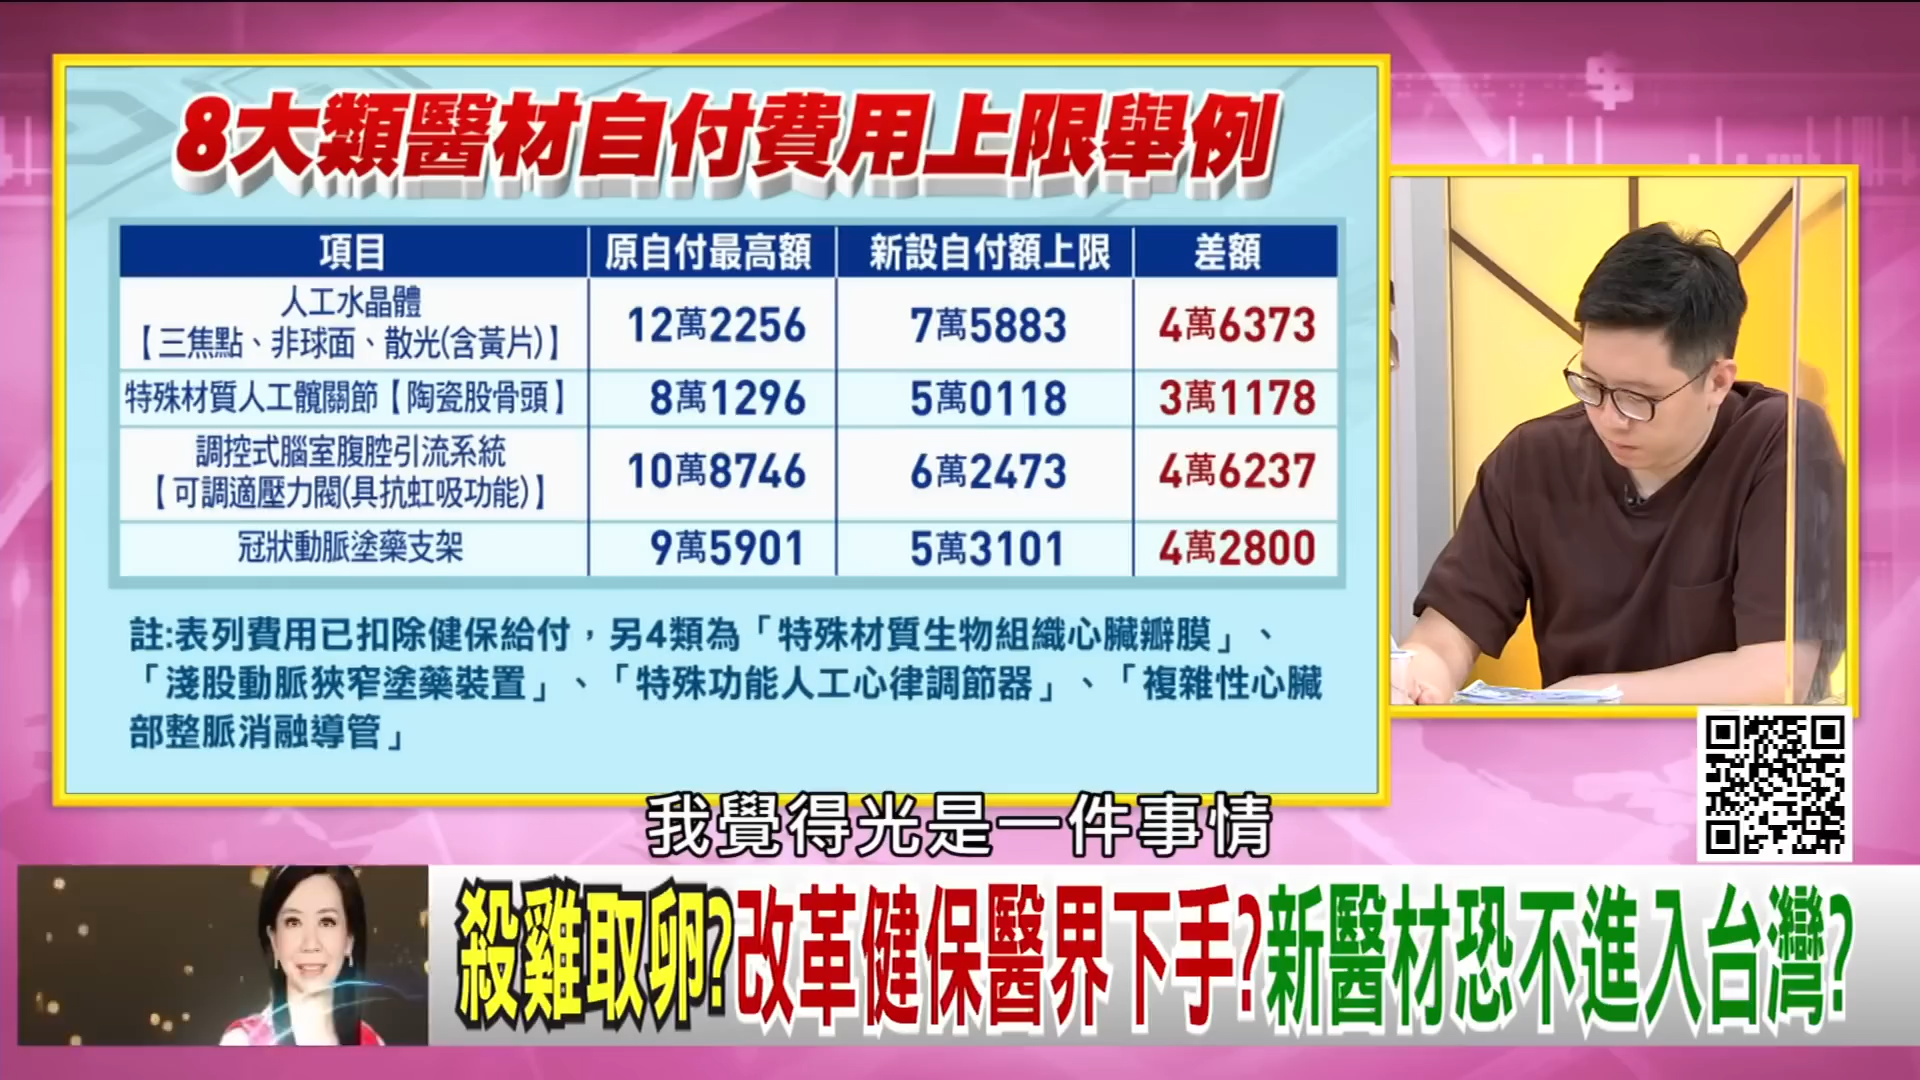 8大類醫材自付費用上限舉例
項目 原自付最高額 新設自付額上限 差額
人工水晶體
【三焦點、非球面、散光(含黃片)】 12萬2256 7萬5883 4萬6373
特殊材質人工髖關節【陶瓷股骨頭】 8萬1296 5萬0118 3萬1178
調控式腦室腹腔引流系統
【可調適壓力閥(具抗虹吸功能)】 10萬8746 6萬2473 4萬6237
冠狀動脈塗藥支架 9萬5901 5萬3101 4萬2800
註:表列費用已扣除健保給付，另4類為「特殊材質生物組織心臟瓣膜」、
「淺股動脈狹窄塗藥裝置」、「特殊功能人工心律調節器」、「複雜性心臟
部整脈消融導管」
我覺得光是一件事情
殺雞取卵?改革健保醫界下手?新醫材恐不進入台灣?